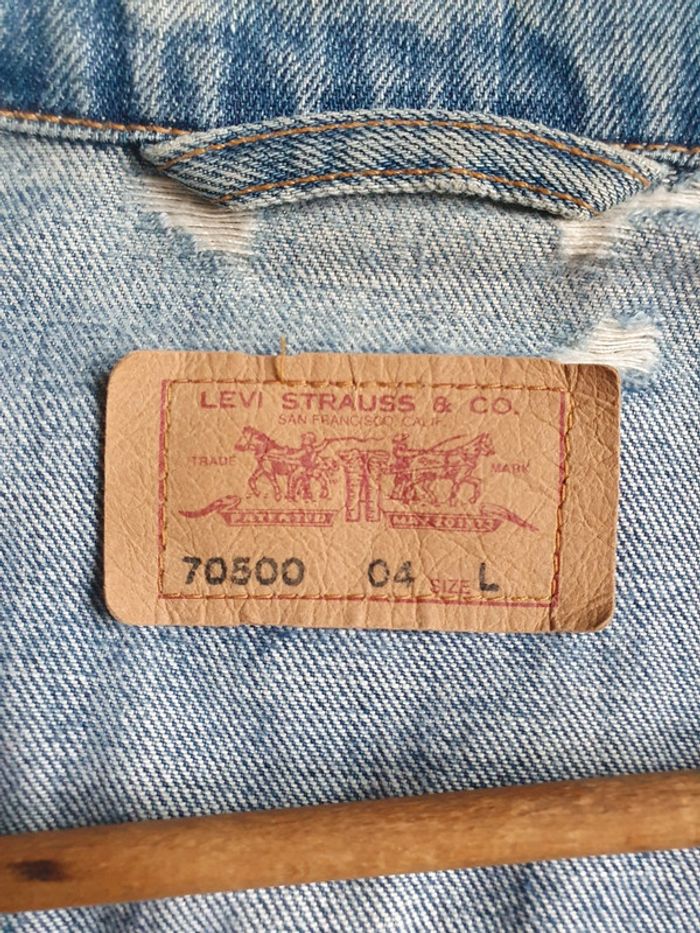 LEVI STRAUSS & CO.
SAN FRANCISCO CALIF
TRADE MARK
70500 04 SIZE L